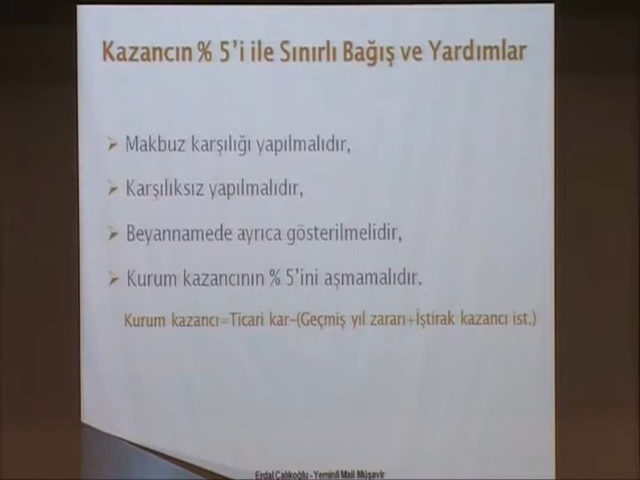 Kazancın % 5'i ile Sınırlı Bağış ve Yardımlar
Makbuz karşılığı yapılmalıdır,
Karşılıksız yapılmalıdır,
Beyannamede ayrıca gösterilmelidir,
Kurum kazancının % 5'ini aşmamalıdır.
Kurum kazancı=Ticari kar-(Geçmiş yıl zararı+İştirak kazancı ist.)
Erdal Çalıkoğlu - Yeminli Mali Müşavir